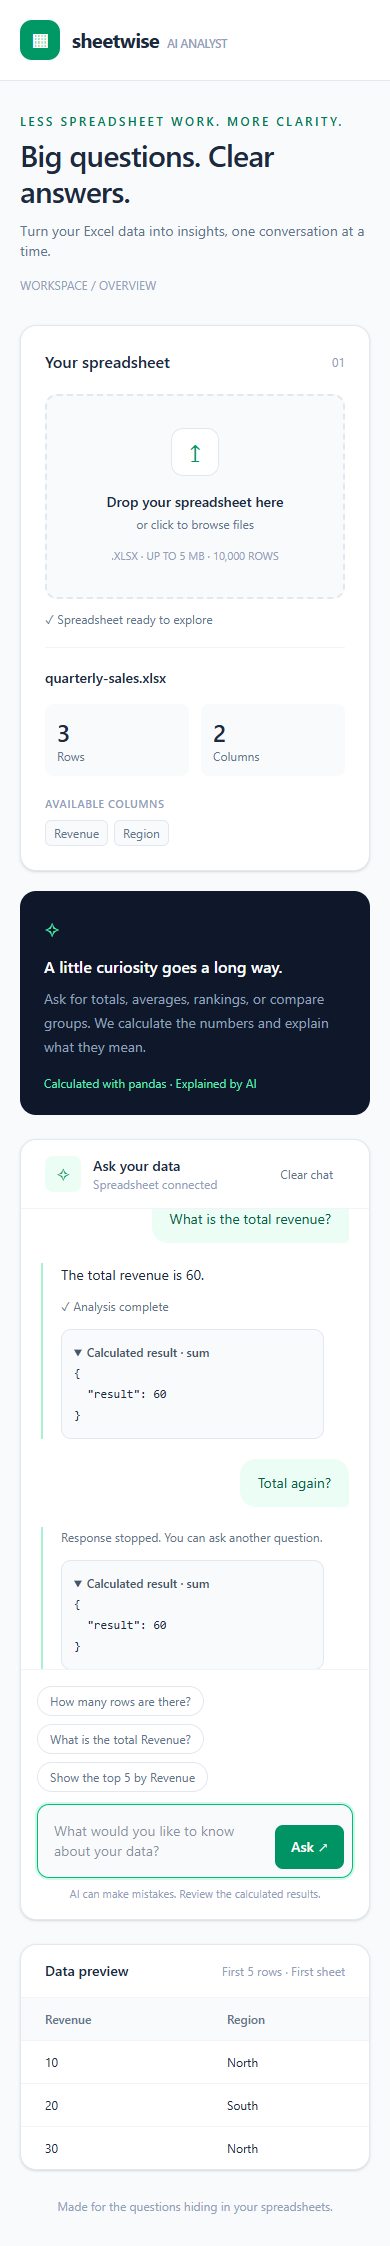 sheetwise AI ANALYST
LESS SPREADSHEET WORK. MORE CLARITY.
Big questions. Clear
answers.
Turn your Excel data into insights, one conversation at a
time.
WORKSPACE / OVERVIEW
Your spreadsheet 01
↥
Drop your spreadsheet here
or click to browse files
.XLSX · UP TO 5 MB · 10,000 ROWS
✓ Spreadsheet ready to explore
quarterly-sales.xlsx
3 2
Rows Columns
AVAILABLE COLUMNS
Revenue Region
✧
A little curiosity goes a long way.
Ask for totals, averages, rankings, or compare
groups. We calculate the numbers and explain
what they mean.
Calculated with pandas · Explained by AI
✧ Ask your data
Spreadsheet connected
Clear chat
What is the total revenue?
The total revenue is 60.
✓ Analysis complete
▼ Calculated result · sum
{
"result": 60
}
Total again?
Response stopped. You can ask another question.
▼ Calculated result · sum
{
"result": 60
}
How many rows are there?
What is the total Revenue?
Show the top 5 by Revenue
What would you like to know
about your data?
Ask ↗
AI can make mistakes. Review the calculated results.
Data preview First 5 rows · First sheet
Revenue Region
10 North
20 South
30 North
Made for the questions hiding in your spreadsheets.